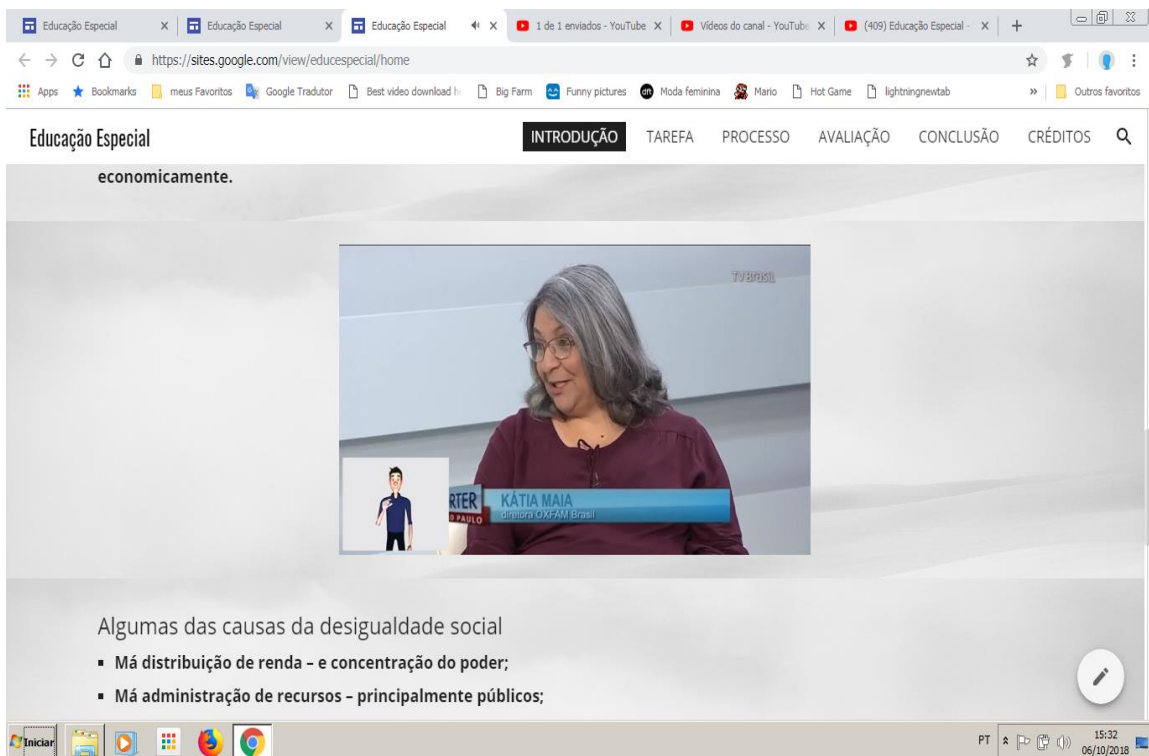 Educação Especial Educação Especial Educação Especial 1 de 1 enviados - YouTube Vídeos do canal - YouTube (409) Educação Especial -
https://sites.google.com/view/educespecial/home
Apps Bookmarks meus Favoritos Google Tradutor Best video download h Big Farm Funny pictures dft Moda feminina Mario Hot Game lightningnewtab » Outros favoritos
Educação Especial INTRODUÇÃO TAREFA PROCESSO AVALIAÇÃO CONCLUSÃO CRÉDITOS
economicamente.
TV BRASIL
RTER KÁTIA MAIA
O PAULO diretora OXFAM Brasil
Algumas das causas da desigualdade social
▪ Má distribuição de renda – e concentração do poder;
▪ Má administração de recursos – principalmente públicos;
Iniciar PT 15:32
06/10/2018